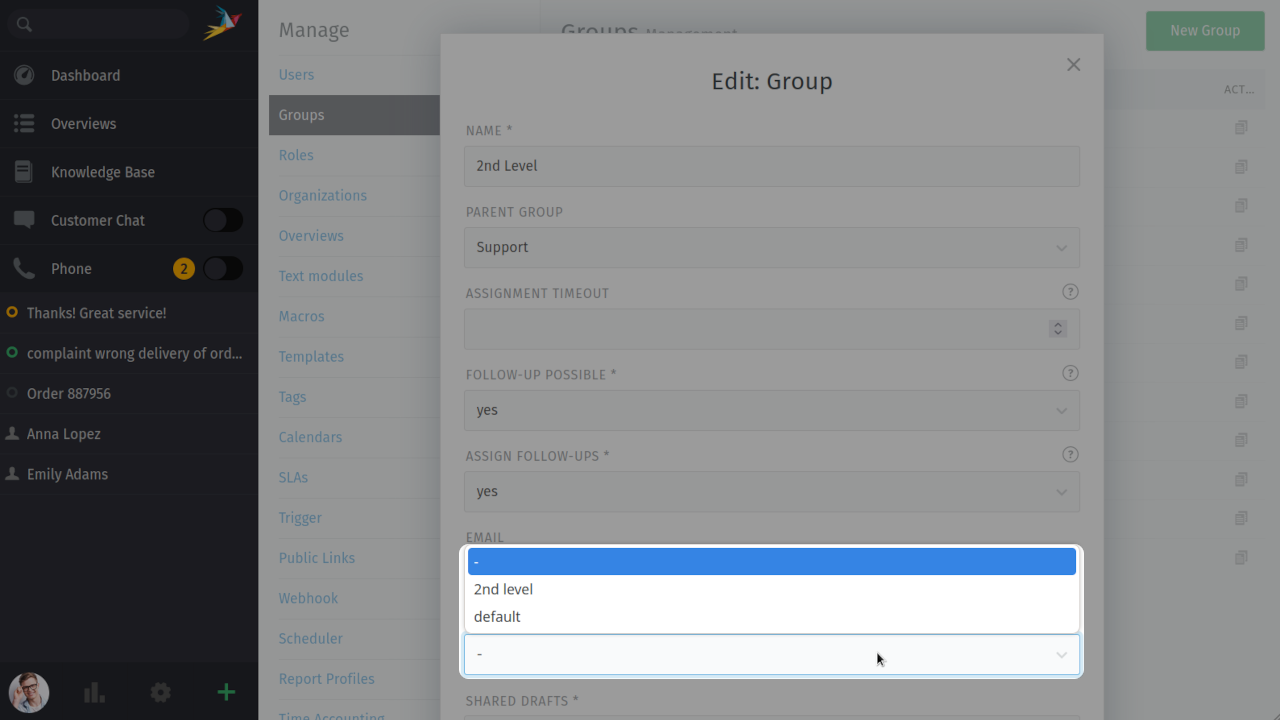 Manage
Groups Management
New Group
Dashboard
Overviews
Knowledge Base
Customer Chat
Phone
2
Thanks! Great service!
complaint wrong delivery of ord...
Order 887956
Anna Lopez
Emily Adams
Users
Groups
Roles
Organizations
Overviews
Text modules
Macros
Templates
Tags
Calendars
SLAs
Trigger
Public Links
Webhook
Scheduler
Report Profiles
Time Accounting
ACT...
Edit: Group
NAME *
2nd Level
PARENT GROUP
Support
ASSIGNMENT TIMEOUT
?
FOLLOW-UP POSSIBLE *
?
yes
ASSIGN FOLLOW-UPS *
?
yes
EMAIL
-
2nd level
default
-
SHARED DRAFTS *